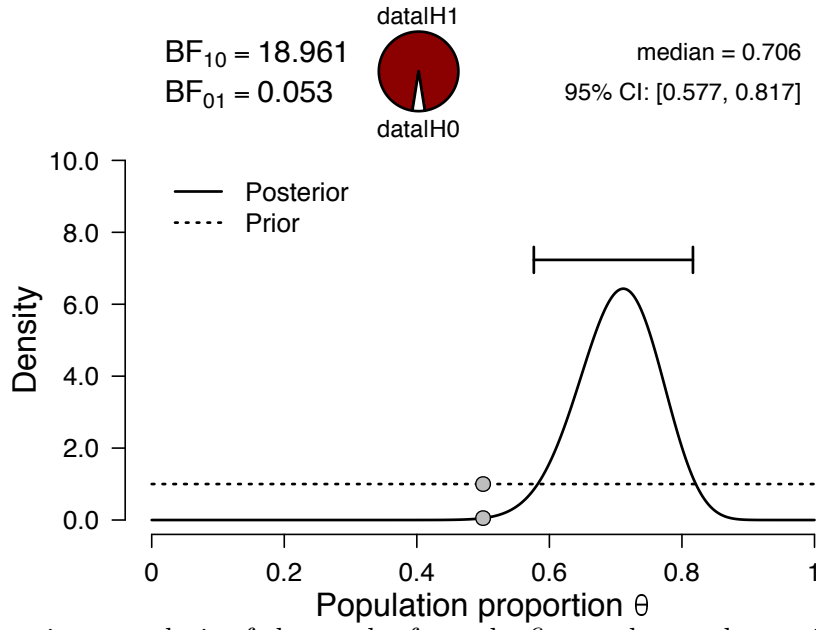 data|H1
BF10 = 18.961
BF01 = 0.053
data|H0
median = 0.706
95% CI: [0.577, 0.817]
10.0
8.0
6.0
4.0
2.0
0.0
Density
Posterior
Prior
0 0.2 0.4 0.6 0.8 1
Population proportion θ